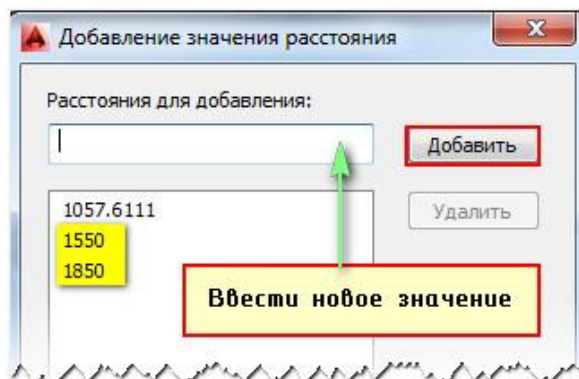 Добавление значения расстояния
Расстояния для добавления:
Добавить
1057.6111
Удалить
1550
1850
Ввести новое значение